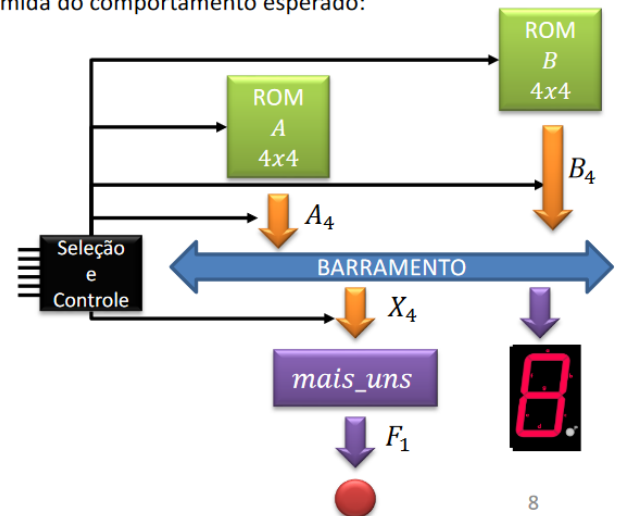 mida do comportamento esperado:
ROM
B
4x4
ROM
A
4x4
B4
A4
Seleção
e
Controle
BARRAMENTO
X4
mais_uns
F1
8